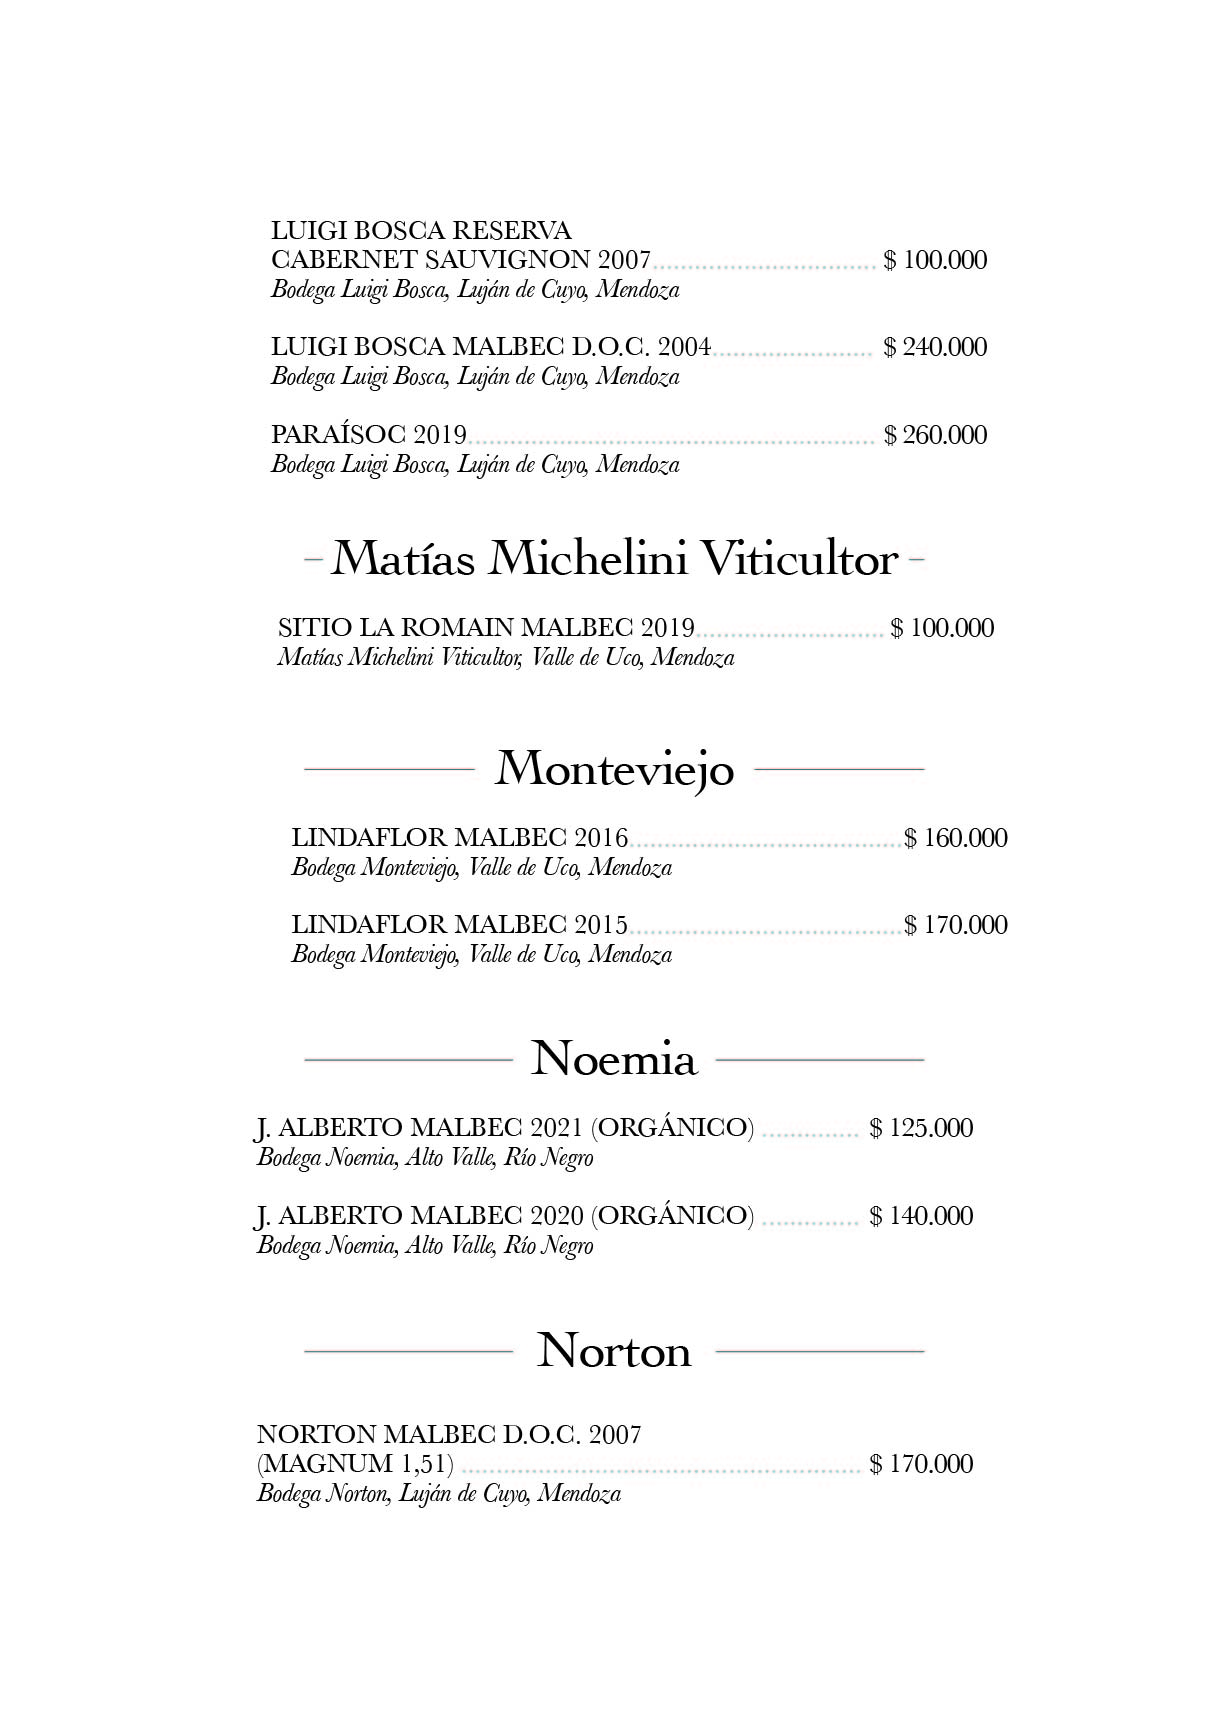 LUIGI BOSCA RESERVA
CABERNET SAUVIGNON 2007................................ $ 100.000
Bodega Luigi Bosca, Luján de Cuyo, Mendoza
LUIGI BOSCA MALBEC D.O.C. 2004....................... $ 240.000
Bodega Luigi Bosca, Luján de Cuyo, Mendoza
PARAÍSOC 2019.......................................................... $ 260.000
Bodega Luigi Bosca, Luján de Cuyo, Mendoza
Matías Michelini Viticultor
SITIO LA ROMAIN MALBEC 2019........................... $ 100.000
Matías Michelini Viticultor, Valle de Uco, Mendoza
Monteviejo
LINDAFLOR MALBEC 2016.......................................$ 160.000
Bodega Monteviejo, Valle de Uco, Mendoza
LINDAFLOR MALBEC 2015.......................................$ 170.000
Bodega Monteviejo, Valle de Uco, Mendoza
Noemia
J. ALBERTO MALBEC 2021 (ORGÁNICO) .............. $ 125.000
Bodega Noemia, Alto Valle, Río Negro
J. ALBERTO MALBEC 2020 (ORGÁNICO) .............. $ 140.000
Bodega Noemia, Alto Valle, Río Negro
Norton
NORTON MALBEC D.O.C. 2007
(MAGNUM 1,51) ......................................................... $ 170.000
Bodega Norton, Luján de Cuyo, Mendoza